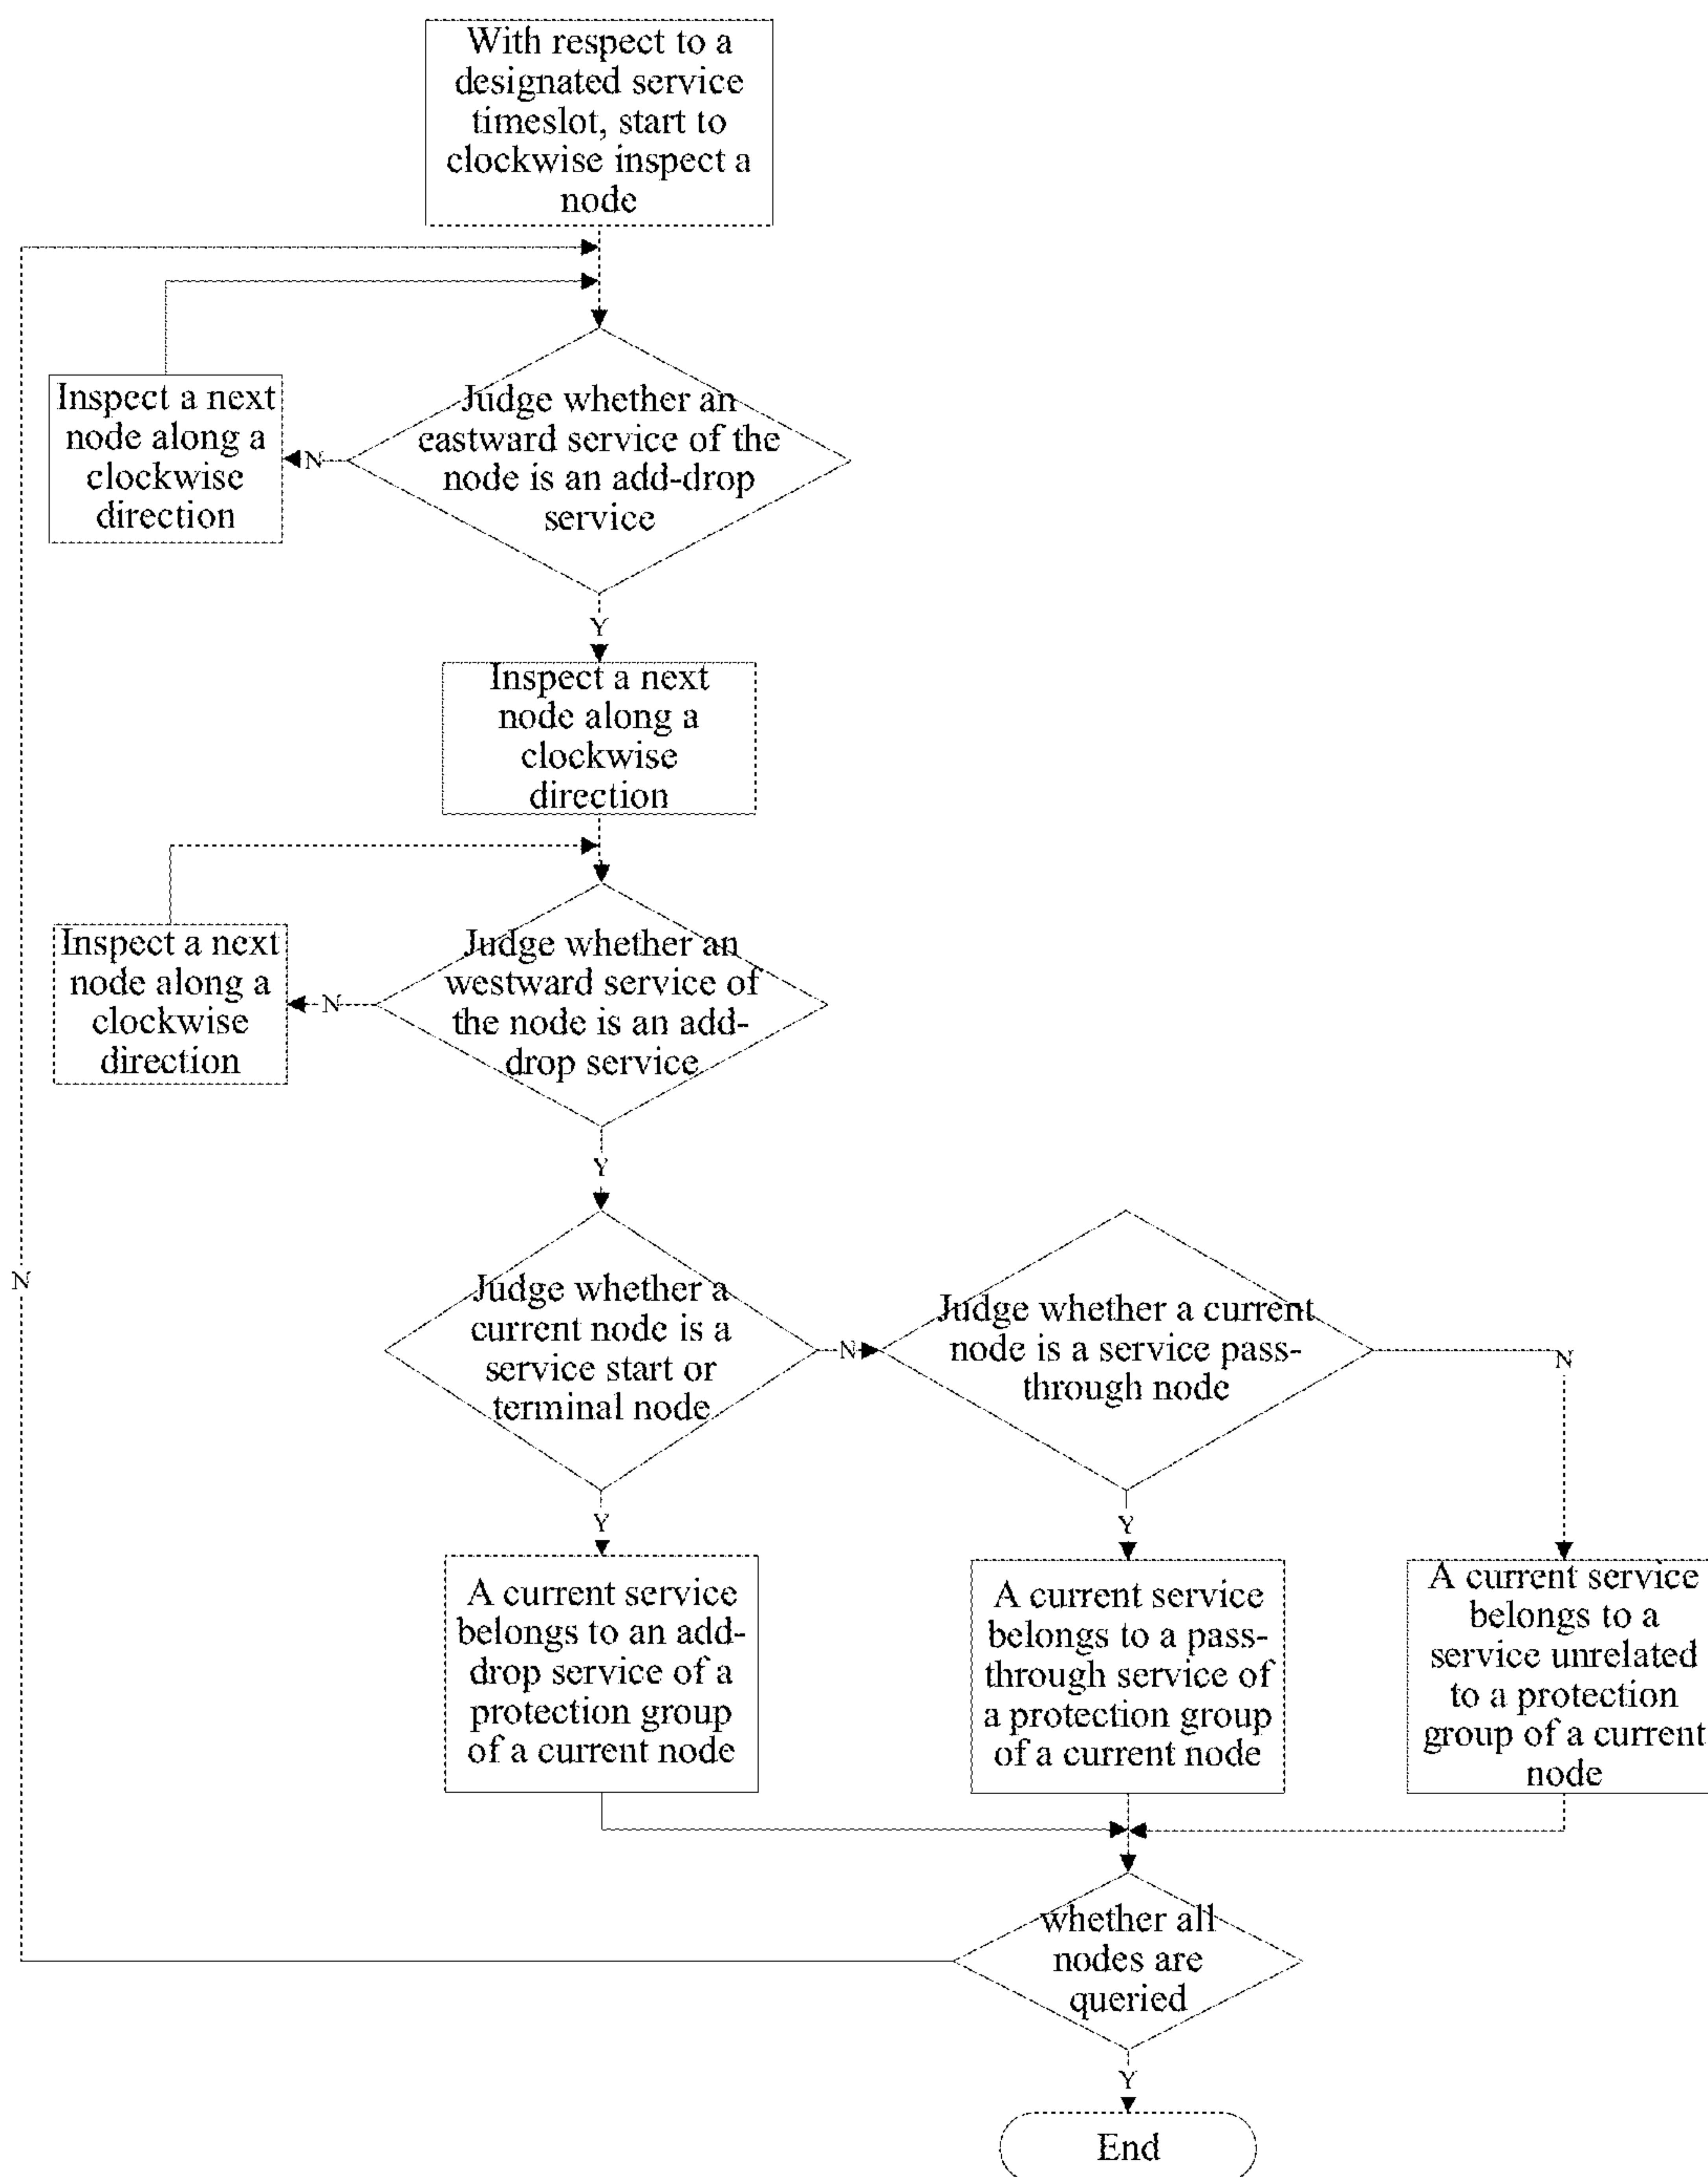 With respect to a
designated service
timeslot, start to
clockwise inspect a
node
Inspect a next
node along a
clockwise
direction
N
Judge whether an
eastward service of the
node is an add-drop
service
Y
Inspect a next
node along a
clockwise
direction
Inspect a next
node along a
clockwise
direction
N
Judge whether an
westward service of
the node is an add-
drop service
Y
N
Judge whether a
current node is a
service start or
terminal node
N
Judge whether a current
node is a service pass-
through node
N
Y
Y
A current service
belongs to an add-
drop service of a
protection group
of a current node
A current service
belongs to a pass-
through service of
a protection group
of a current node
A current service
belongs to a
service unrelated
to a protection
group of a current
node
whether all
nodes are
queried
Y
End